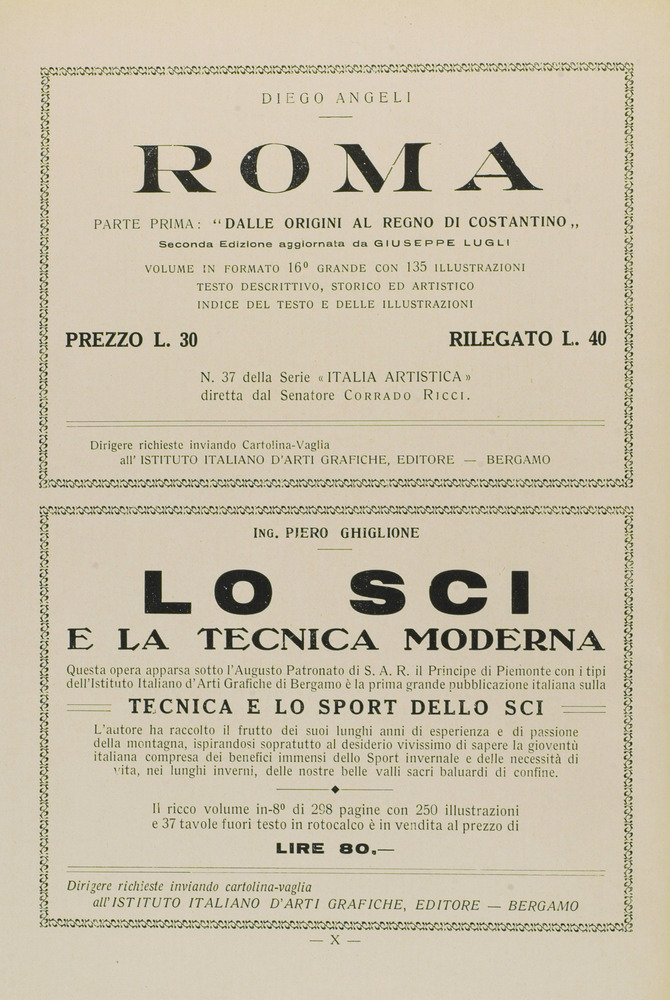 DIEGO ANGELI
ROMA
PARTE PRIMA: “DALLE ORIGINI AL REGNO DI COSTANTINO„
Seconda Edizione aggiornata da GIUSEPPE LUGLI
VOLUME IN FORMATO 16º GRANDE CON 135 ILLUSTRAZIONI
TESTO DESCRITTIVO, STORICO ED ARTISTICO
INDICE DEL TESTO E DELLE ILLUSTRAZIONI
PREZZO L. 30 RILEGATO L. 40
N. 37 della Serie «ITALIA ARTISTICA»
diretta dal Senatore CORRADO RICCI.
Dirigere richieste inviando Cartolina-Vaglia
all' ISTITUTO ITALIANO D'ARTI GRAFICHE, EDITORE — BERGAMO
ING. PIERO GHIGLIONE
LO SCI
E LA TECNICA MODERNA
Questa opera apparsa sotto l'Augusto Patronato di S. A. R. il Principe di Piemonte con i tipi
dell'Istituto Italiano d'Arti Grafiche di Bergamo è la prima grande pubblicazione italiana sulla
TECNICA E LO SPORT DELLO SCI
L'autore ha raccolto il frutto dei suoi lunghi anni di esperienza e di passione
della montagna, ispirandosi sopratutto al desiderio vivissimo di sapere la gioventù
italiana compresa dei benefici immensi dello Sport invernale e delle necessità di
vita, nei lunghi inverni, delle nostre belle valli sacri baluardi di confine.
Il ricco volume in-8º di 298 pagine con 250 illustrazioni
e 37 tavole fuori testo in rotocalco è in vendita al prezzo di
LIRE 80.—
Dirigere richieste inviando cartolina-vaglia
all'ISTITUTO ITALIANO D'ARTI GRAFICHE, EDITORE — BERGAMO
— X —